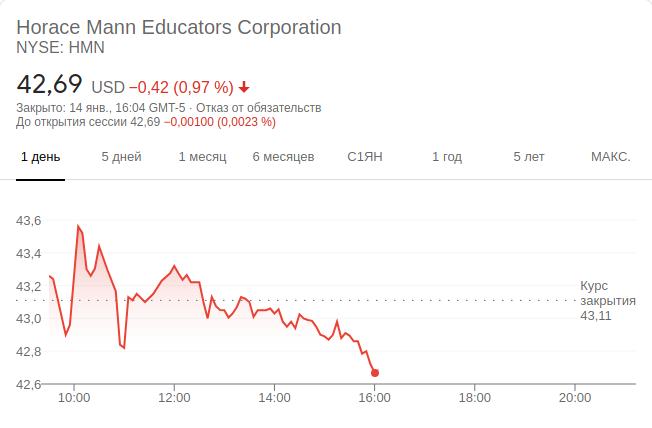 Horace Mann Educators Corporation
NYSE: HMN
42,69 USD −0,42 (0,97 %)
Закрыто: 14 янв., 16:04 GMT-5 · Отказ от обязательств
До открытия сессии 42,69 −0,00100 (0,0023 %)
1 день 5 дней 1 месяц 6 месяцев С1ЯН 1 год 5 лет МАКС.
43,6
43,4
43,2
43,0
42,8
42,6
Курс
закрытия
43,11
10:00 12:00 14:00 16:00 18:00 20:00